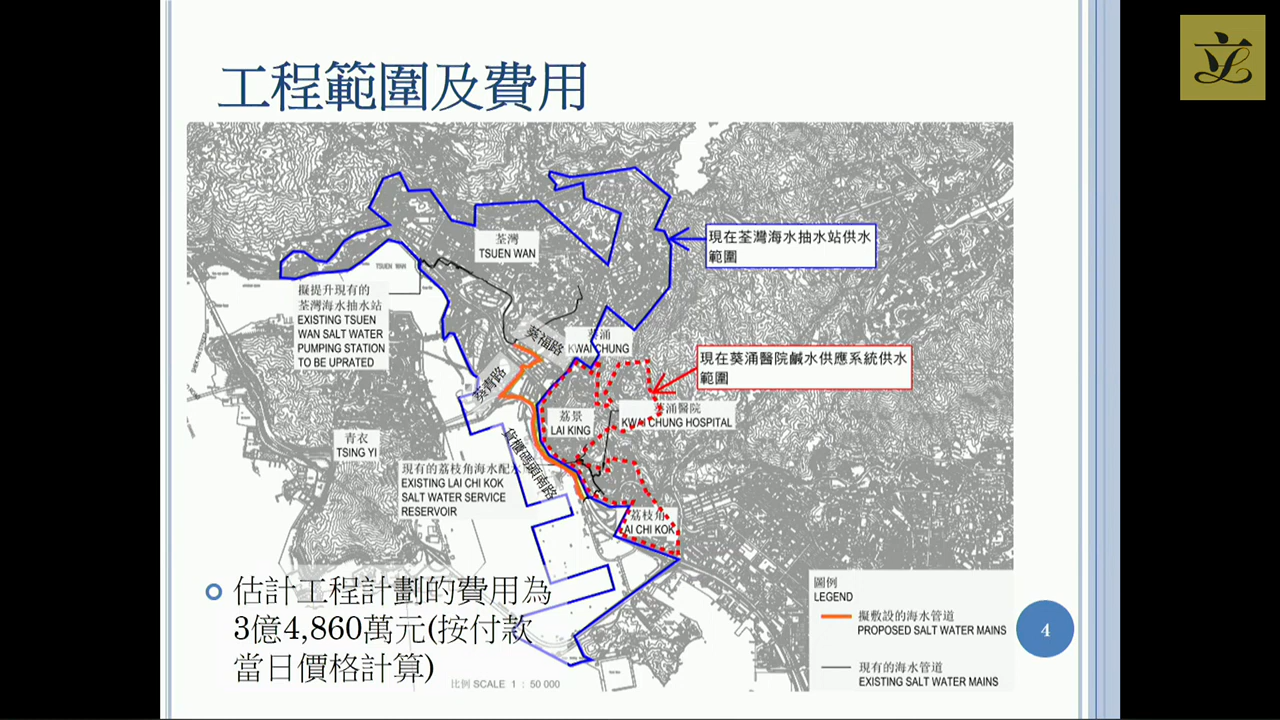 工程範圍及費用
現在荃灣海水抽水站供水
範圍
荃灣
TSUEN WAN
TSUEN WAN
擬提升現有的
荃灣海水抽水站
EXISTING TSUEN
WAN SALT WATER
PUMPING STATION
TO BE UPRATED
葵福路
葵涌
KWAI CHUNG
現在葵涌醫院鹹水供應系統供水
範圍
葵青路
荔景
LAI KING
葵涌醫院
KWAI CHUNG HOSPITAL
青衣
TSING YI
貨櫃碼頭南路
現有的荔枝角海水配水
EXISTING LAI CHI KOK
SALT WATER SERVICE
RESERVOIR
荔枝角
LAI CHI KOK
估計工程計劃的費用為
3億4,860萬元(按付款
當日價格計算)
比例 SCALE 1 : 50 000
圖例
LEGEND
擬敷設的海水管道
PROPOSED SALT WATER MAINS
現有的海水管道
EXISTING SALT WATER MAINS
4